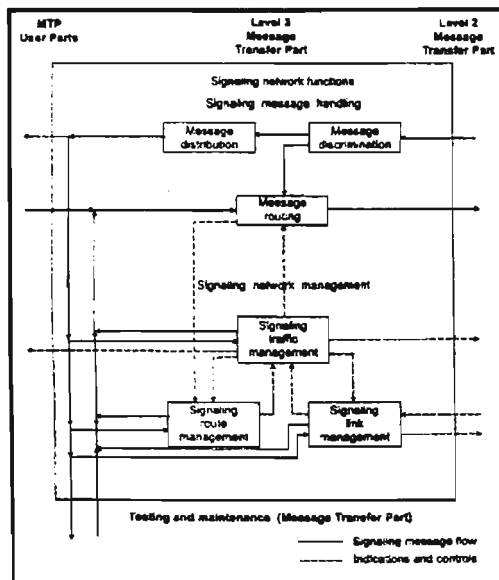 MTP
User Parts
Level 3
Message
Transfer Part
Level 2
Message
Transfer Part
Signaling network functions
Signaling message handling
Message
distribution
Message
discrimination
Message
routing
Signaling network management
Signaling
traffic
management
Signaling
route
management
Signaling
link
management
Testing and maintenance (Message Transfer Part)
Signaling message flow
Indications and controls